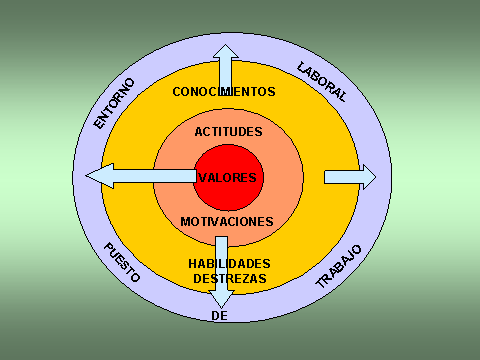 ENTORNO
LABORAL
CONOCIMIENTOS
ACTITUDES
VALORES
MOTIVACIONES
HABILIDADES
DESTREZAS
PUESTO
DE
TRABAJO